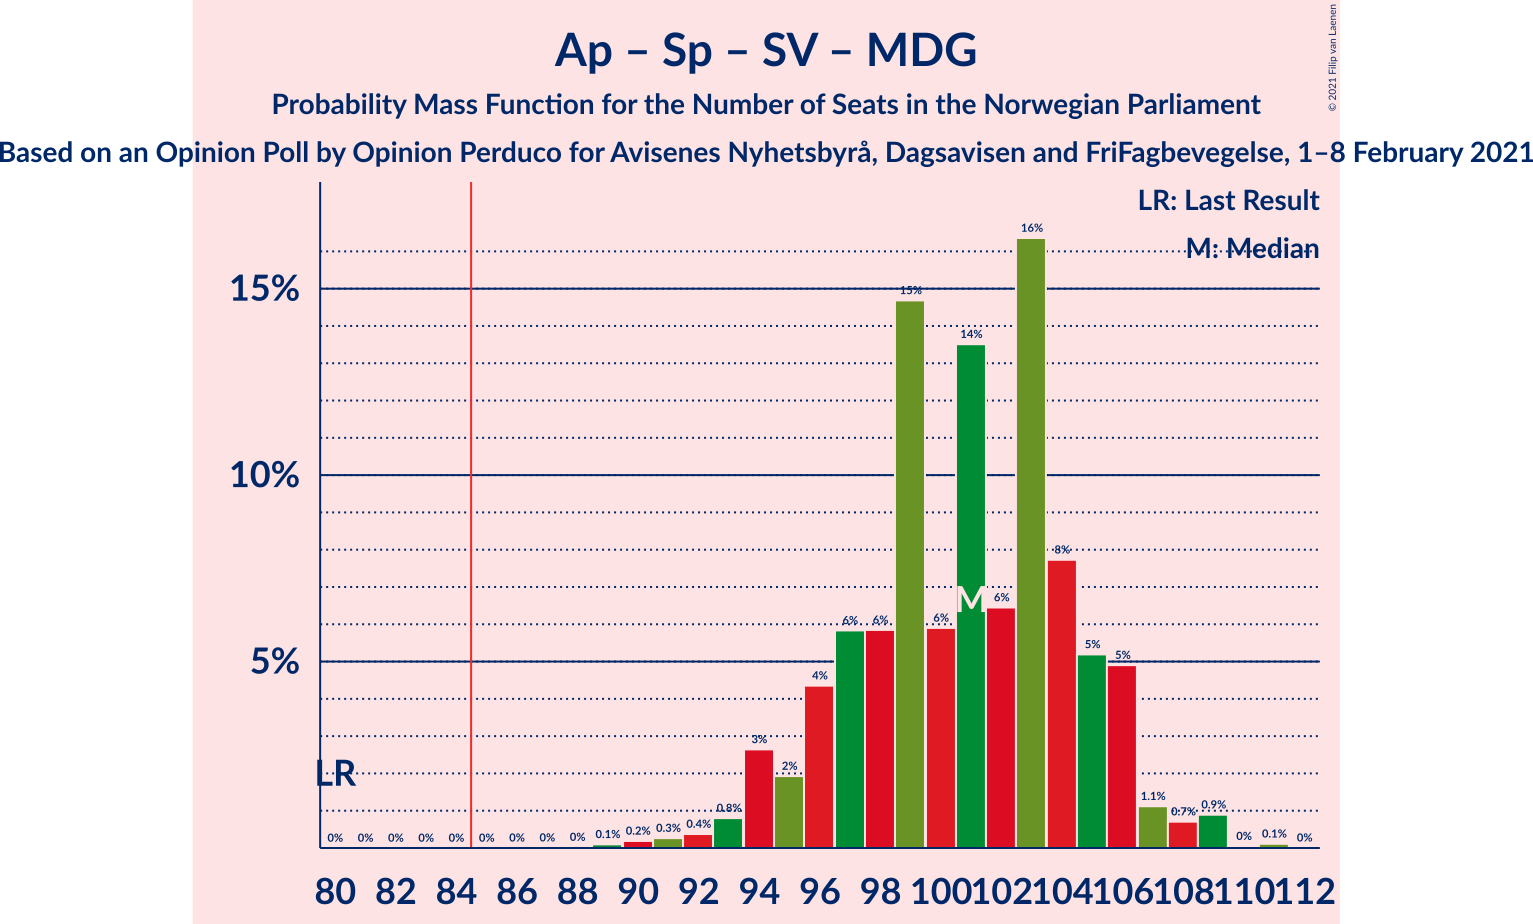 Ap – Sp – SV – MDG
Probability Mass Function for the Number of Seats in the Norwegian Parliament
Based on an Opinion Poll by Opinion Perduco for Avisenes Nyhetsbyrå, Dagsavisen and FriFagbevegelse, 1–8 February 2021
© 2021 Filip van Laenen
LR: Last Result
M: Median
15%
10%
5%
LR
M
0% 0% 0% 0% 0% 0% 0% 0% 0% 0.1% 0.2% 0.3% 0.4% 0.8% 3% 2% 4% 6% 6% 15% 6% 14% 6% 16% 8% 5% 5% 1.1% 0.7% 0.9% 0% 0.1% 0%
80 82 84 86 88 90 92 94 96 98 100 102 104 106 108 110 112